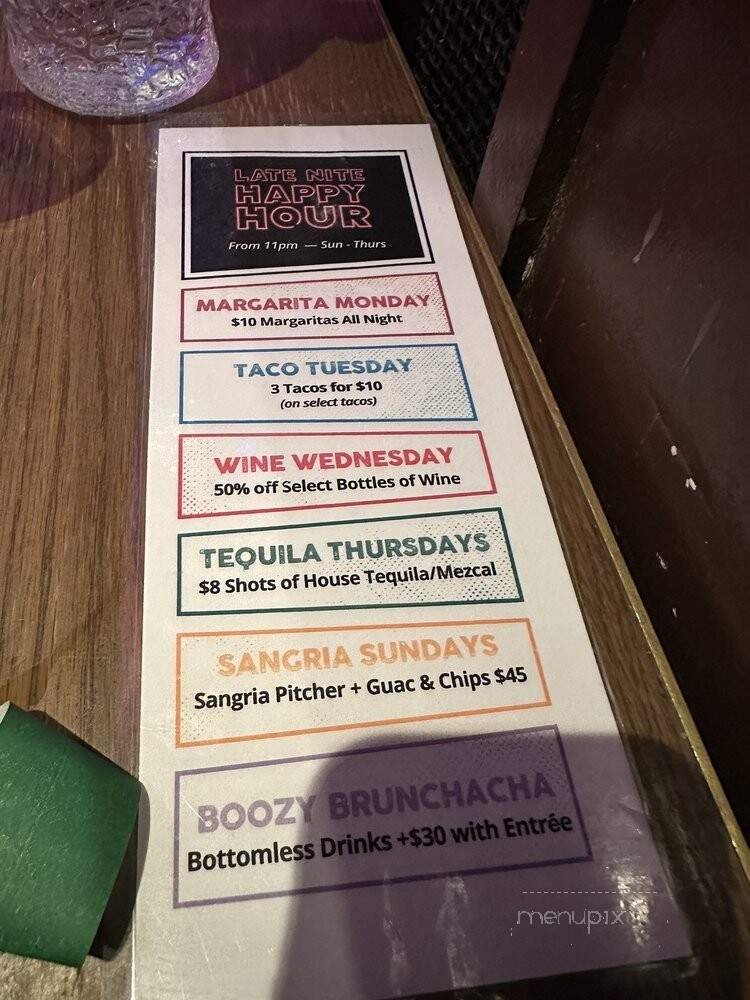 LATE NITE
HAPPY
HOUR
From 11pm — Sun - Thurs
MARGARITA MONDAY
$10 Margaritas All Night
TACO TUESDAY
3 Tacos for $10
(on select tacos)
WINE WEDNESDAY
50% off Select Bottles of Wine
TEQUILA THURSDAYS
$8 Shots of House Tequila/Mezcal
SANGRIA SUNDAYS
Sangria Pitcher + Guac & Chips $45
BOOZY BRUNCHACHA
Bottomless Drinks +$30 with Entrée
menupix